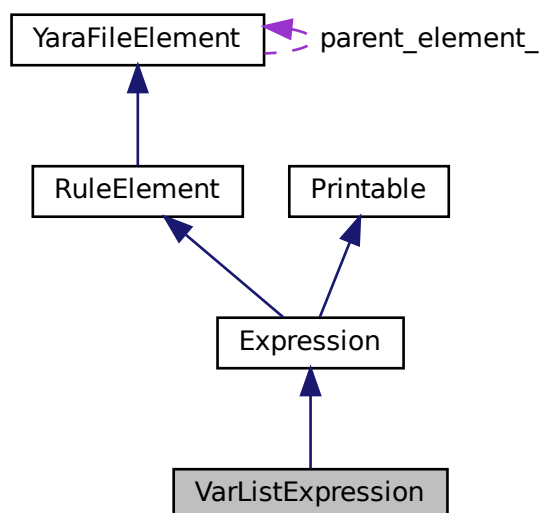 YaraFileElement
parent_element_
RuleElement
Printable
Expression
VarListExpression